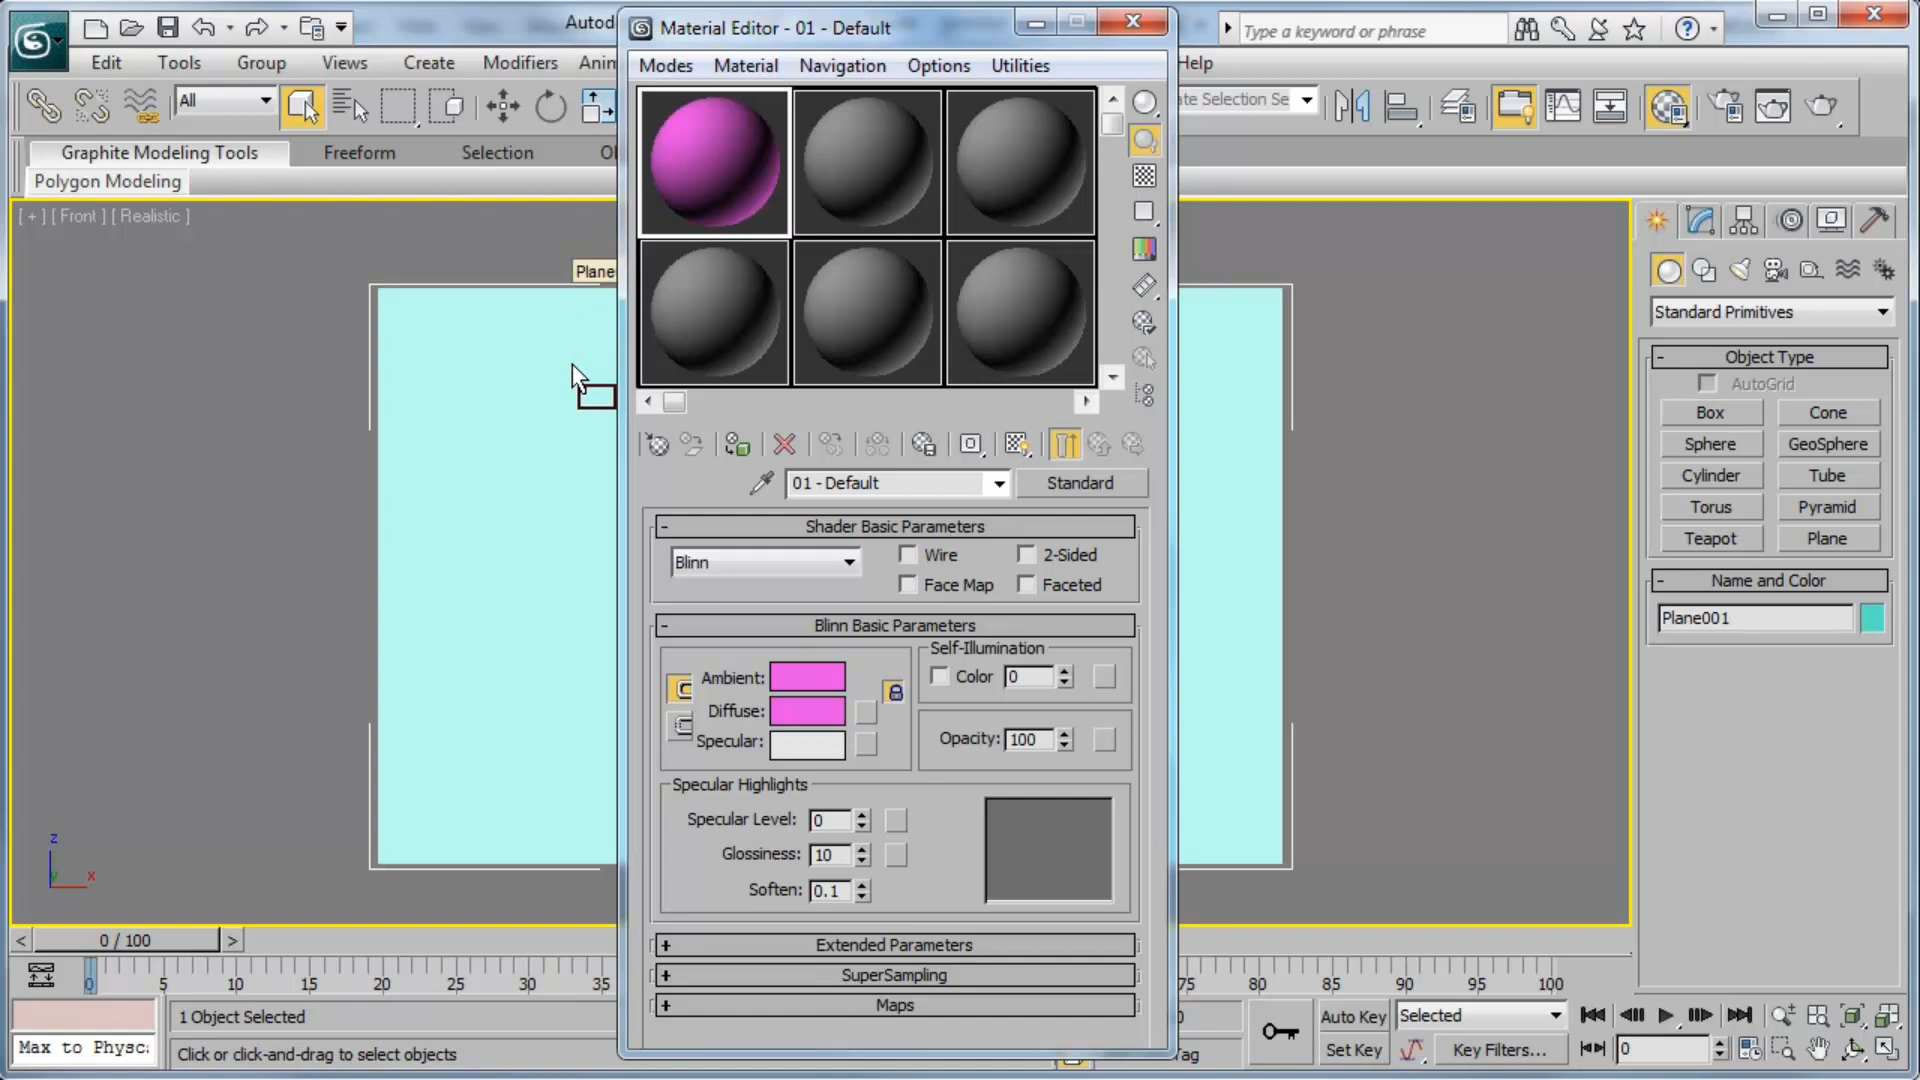 Autod
Material Editor - 01 - Default
Type a keyword or phrase
Edit Tools Group Views Create Modifiers Anim
Modes Material Navigation Options Utilities
Help
All
ate Selection Se
Graphite Modeling Tools Freeform Selection
Polygon Modeling
[ + ] [ Front ] [ Realistic ]
Plane
Standard Primitives
- Object Type
AutoGrid
Box Cone
Sphere GeoSphere
Cylinder Tube
Torus Pyramid
Teapot Plane
- Name and Color
Plane001
01 - Default Standard
- Shader Basic Parameters
Blinn Wire 2-Sided
Face Map Faceted
- Blinn Basic Parameters
Self-Illumination
Ambient: Color 0
Diffuse:
Specular: Opacity: 100
Specular Highlights
Specular Level: 0
Glossiness: 10
Soften: 0.1
+ Extended Parameters
+ SuperSampling
+ Maps
z
y x
< 0 / 100 >
0 5 10 15 20 25 30 35 75 80 85 90 95 100
1 Object Selected
Max to Physc:
Click or click-and-drag to select objects
0
Tag
Auto Key Selected
Set Key Key Filters... 0